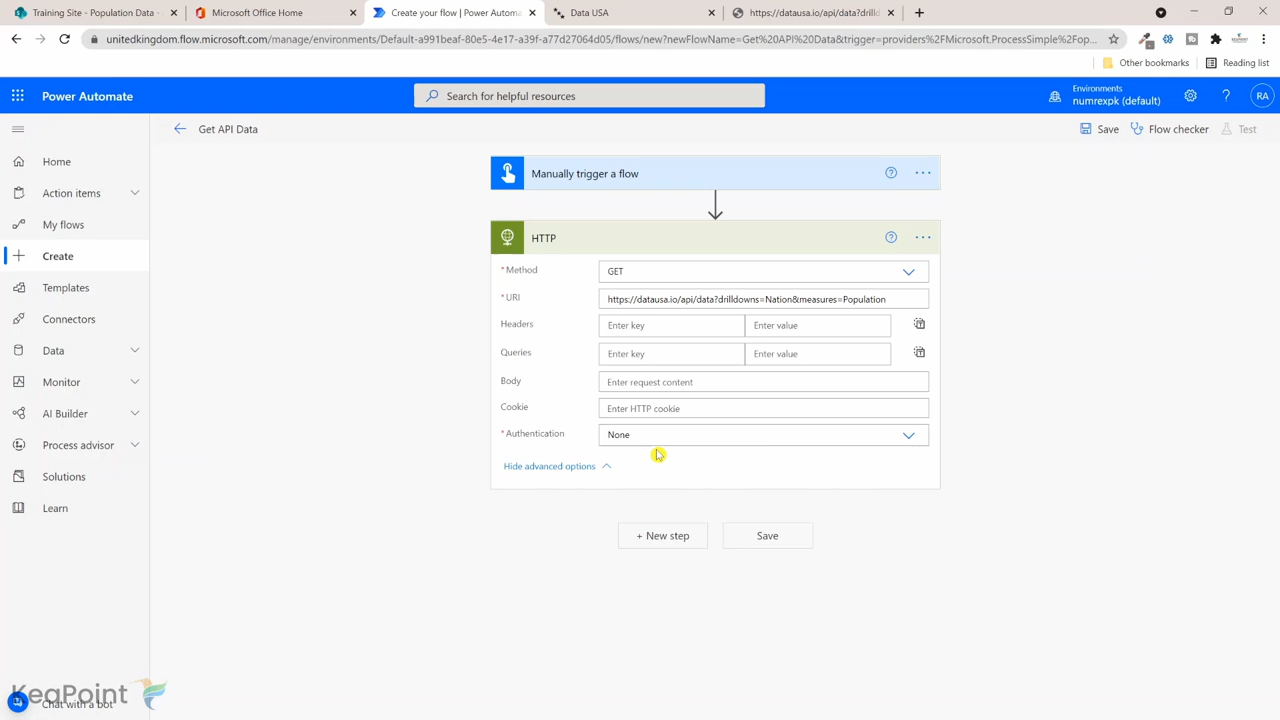 Training Site - Population Data -
Microsoft Office Home
Create your flow | Power Automa
Data USA
https://datausa.io/api/data?drilld
unitedkingdom.flow.microsoft.com/manage/environments/Default-a991beaf-80e5-4e17-a39f-a77d27064d05/flows/new?newFlowName=Get%20API%20Data&trigger=providers%2FMicrosoft.ProcessSimple%2Fop...
Other bookmarks
Reading list
Power Automate
Search for helpful resources
Environments
numrexpk (default)
RA
Get API Data
Save
Flow checker
Test
Home
Action items
My flows
Create
Templates
Connectors
Data
Monitor
AI Builder
Process advisor
Solutions
Learn
Chat with a bot
KeaPoint
Manually trigger a flow
HTTP
* Method
GET
* URI
https://datausa.io/api/data?drilldowns=Nation&measures=Population
Headers
Enter key
Enter value
Queries
Enter key
Enter value
Body
Enter request content
Cookie
Enter HTTP cookie
* Authentication
None
Hide advanced options
+ New step
Save